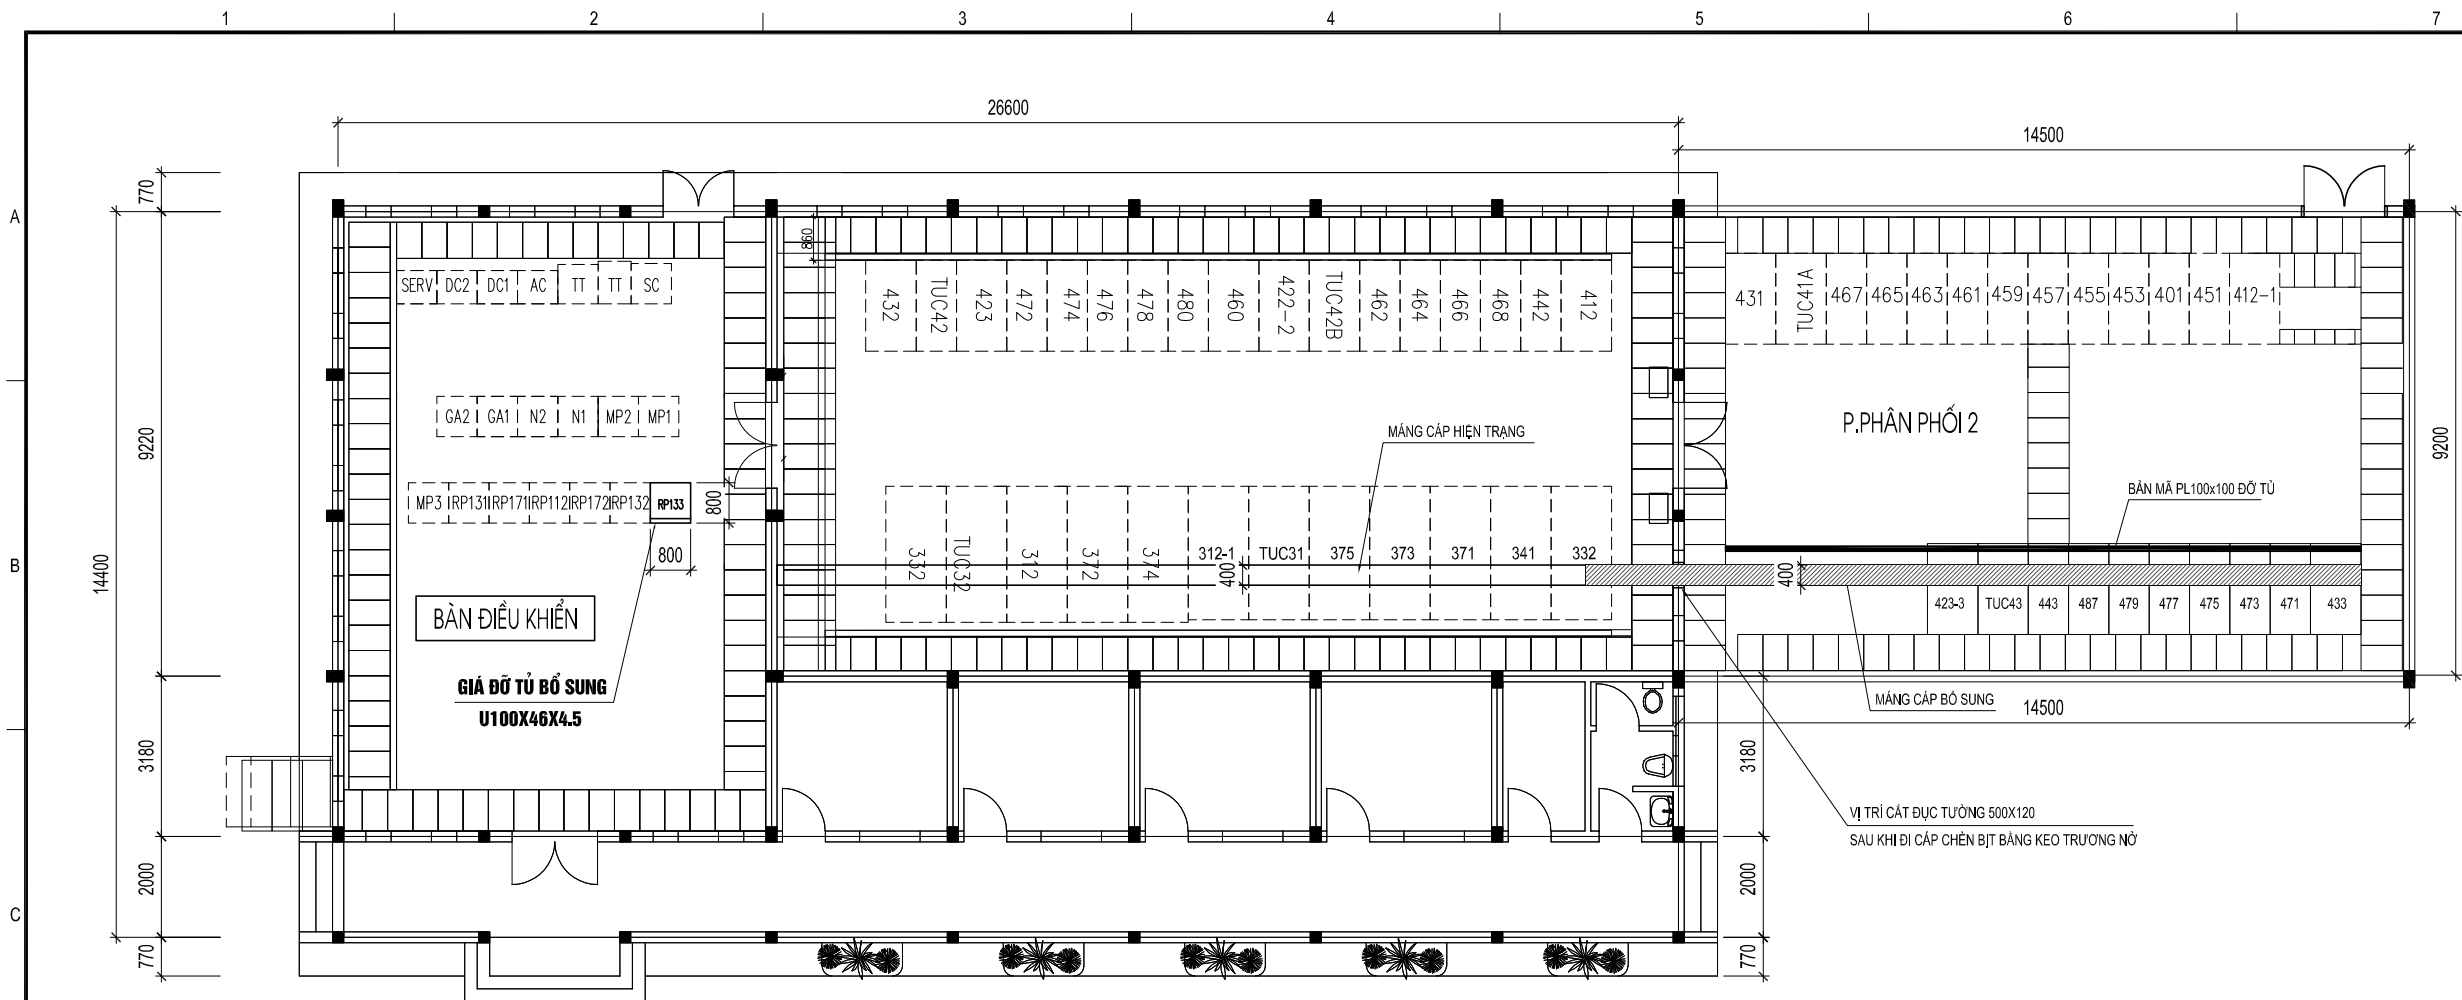 1 2 3 4 5 6 7
26600
14500
A
770
860
SERV DC2 DC1 AC TT TT SC
432 TUC42 423 472 474 476 478 480 460 422-2 TUC42B 462 464 466 468 442 412
431 TUC41A 467 465 463 461 459 457 455 453 401 451 412-1
GA2 GA1 N2 N1 MP2 MP1
MÁNG CÁP HIỆN TRẠNG
P.PHÂN PHỐI 2
9220
9200
MP3 RP131 RP171 RP112 RP172 RP132 RP133
800
800
BẢN MÃ PL100x100 ĐỠ TỦ
B
14400
332 TUC32 312 372 374 312-1 TUC31 375 373 371 341 332
400
400
423-3 TUC43 443 487 479 477 475 473 471 433
BÀN ĐIỀU KHIỂN
GIÁ ĐỠ TỦ BỔ SUNG
U100X46X4.5
MÁNG CÁP BỔ SUNG
14500
3180
3180
VỊ TRÍ CẮT ĐỤC TƯỜNG 500X120
SAU KHI ĐI CÁP CHÈN BỊT BẰNG KEO TRƯƠNG NỞ
2000
2000
C
770
770